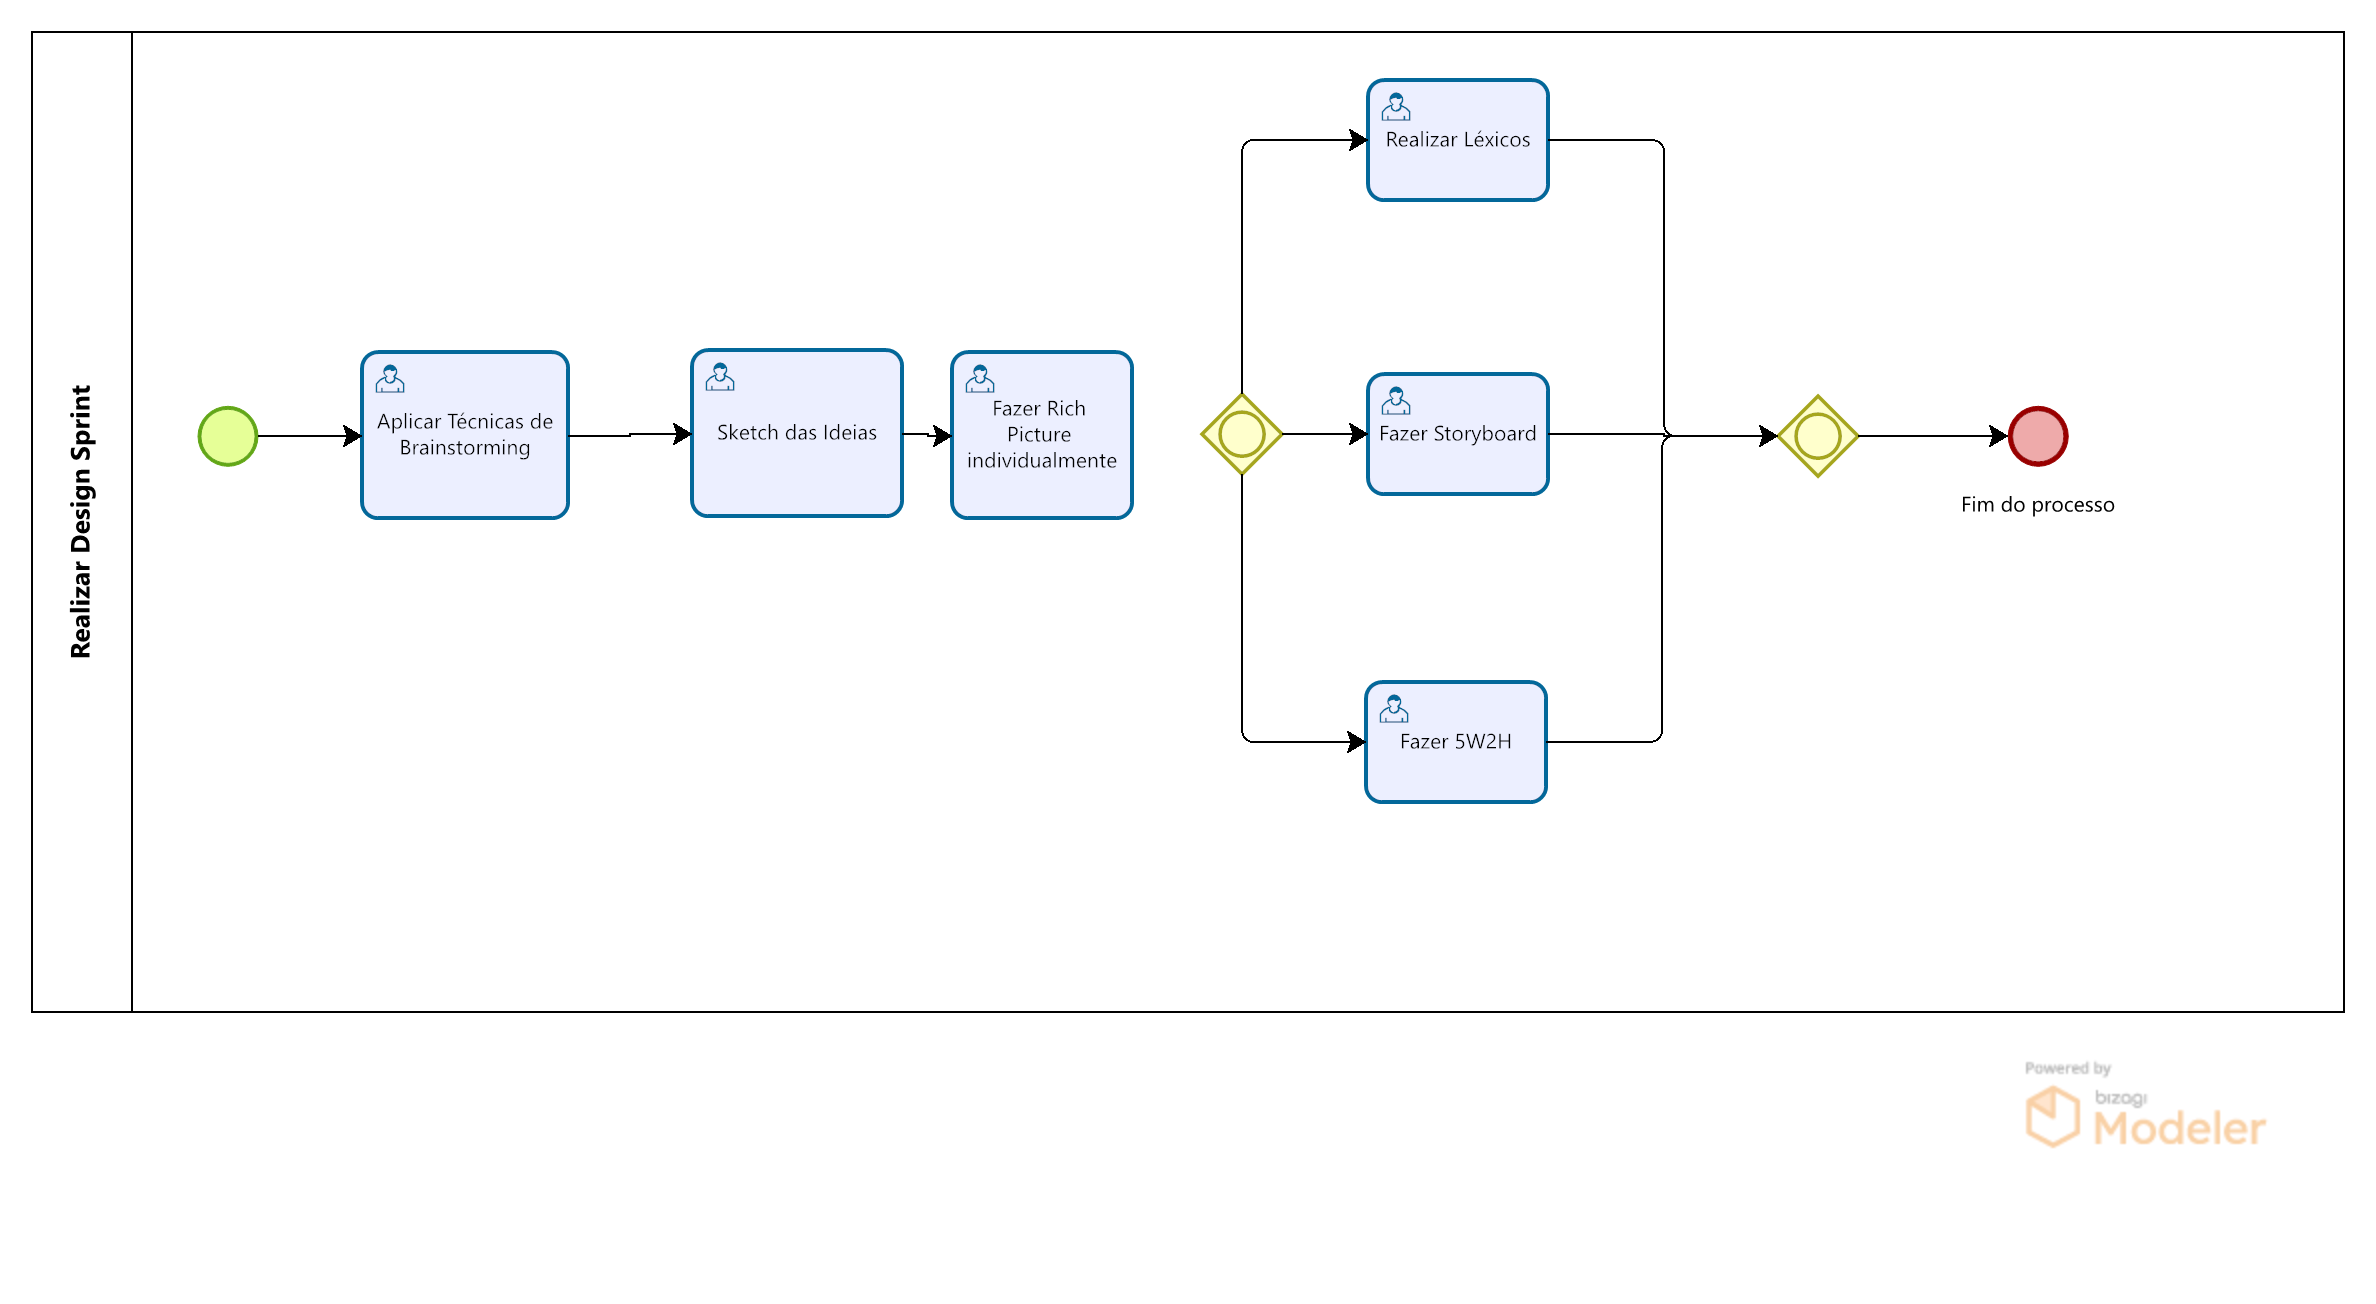 Realizar Design Sprint
Aplicar Técnicas de
Brainstorming
Sketch das Ideias
Fazer Rich
Picture
individualmente
Realizar Léxicos
Fazer Storyboard
Fazer 5W2H
Fim do processo
Powered by
bizagi
Modeler